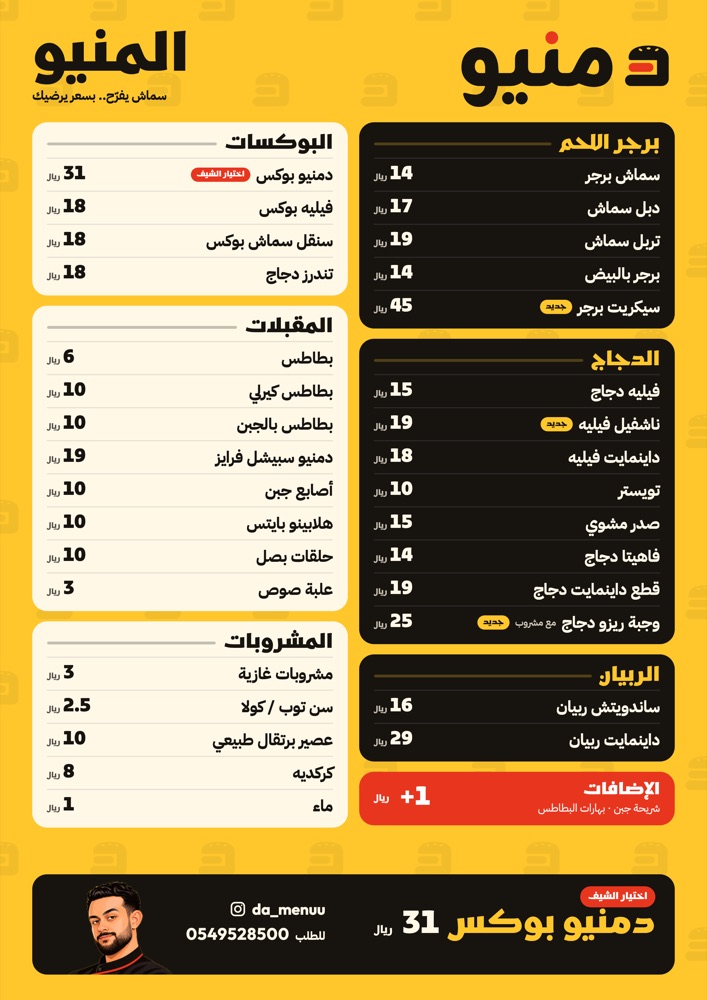 دمنيو
المنيو
سماش يفرّح.. بسعر يرضيك
برجر اللحم
سماش برجر 14 ريال
دبل سماش 17 ريال
تربل سماش 19 ريال
برجر بالبيض 14 ريال
سيكريت برجر جديد 45 ريال
الدجاج
فيليه دجاج 15 ريال
ناشفيل فيليه جديد 19 ريال
داينمايت فيليه 18 ريال
تويستر 10 ريال
صدر مشوي 15 ريال
فاهيتا دجاج 14 ريال
قطع داينمايت دجاج 19 ريال
وجبة ريزو دجاج مع مشروب جديد 25 ريال
الربيان
ساندويتش ربيان 16 ريال
داينمايت ربيان 29 ريال
الإضافات
شريحة جبن - بهارات البطاطس
+1 ريال
البوكسات
دمنيو بوكس اختيار الشيف 31 ريال
فيليه بوكس 18 ريال
سنقل سماش بوكس 18 ريال
تندرز دجاج 18 ريال
المقبلات
بطاطس 6 ريال
بطاطس كيرلي 10 ريال
بطاطس بالجبن 10 ريال
دمنيو سبيشل فرايز 19 ريال
أصابع جبن 10 ريال
هلابينو بايتس 10 ريال
حلقات بصل 10 ريال
علبة صوص 3 ريال
المشروبات
مشروبات غازية 3 ريال
سن توب / كولا 2.5 ريال
عصير برتقال طبيعي 10 ريال
كركديه 8 ريال
ماء 1 ريال
اختيار الشيف
دمنيو بوكس 31 ريال
da_menuu
للطلب 0549528500